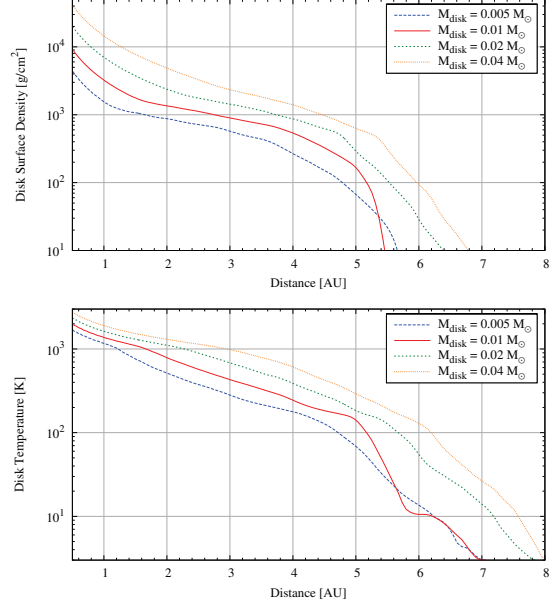 M_disk = 0.005 M_⊙
M_disk = 0.01 M_⊙
M_disk = 0.02 M_⊙
M_disk = 0.04 M_⊙
Disk Surface Density [g/cm²]
10⁴
10³
10²
10¹
1 2 3 4 5 6 7 8
Distance [AU]
M_disk = 0.005 M_⊙
M_disk = 0.01 M_⊙
M_disk = 0.02 M_⊙
M_disk = 0.04 M_⊙
Disk Temperature [K]
10³
10²
10¹
1 2 3 4 5 6 7 8
Distance [AU]